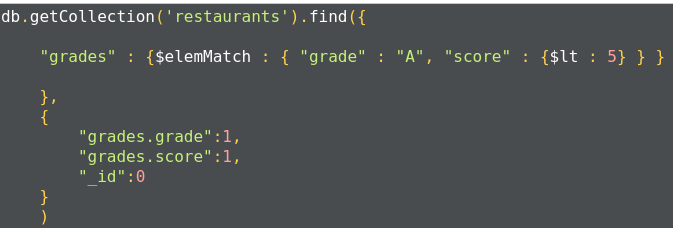 db.getCollection('restaurants').find({
"grades" : {$elemMatch : { "grade" : "A", "score" : {$lt : 5} } }
},
{
"grades.grade":1,
"grades.score":1,
"_id":0
}
)